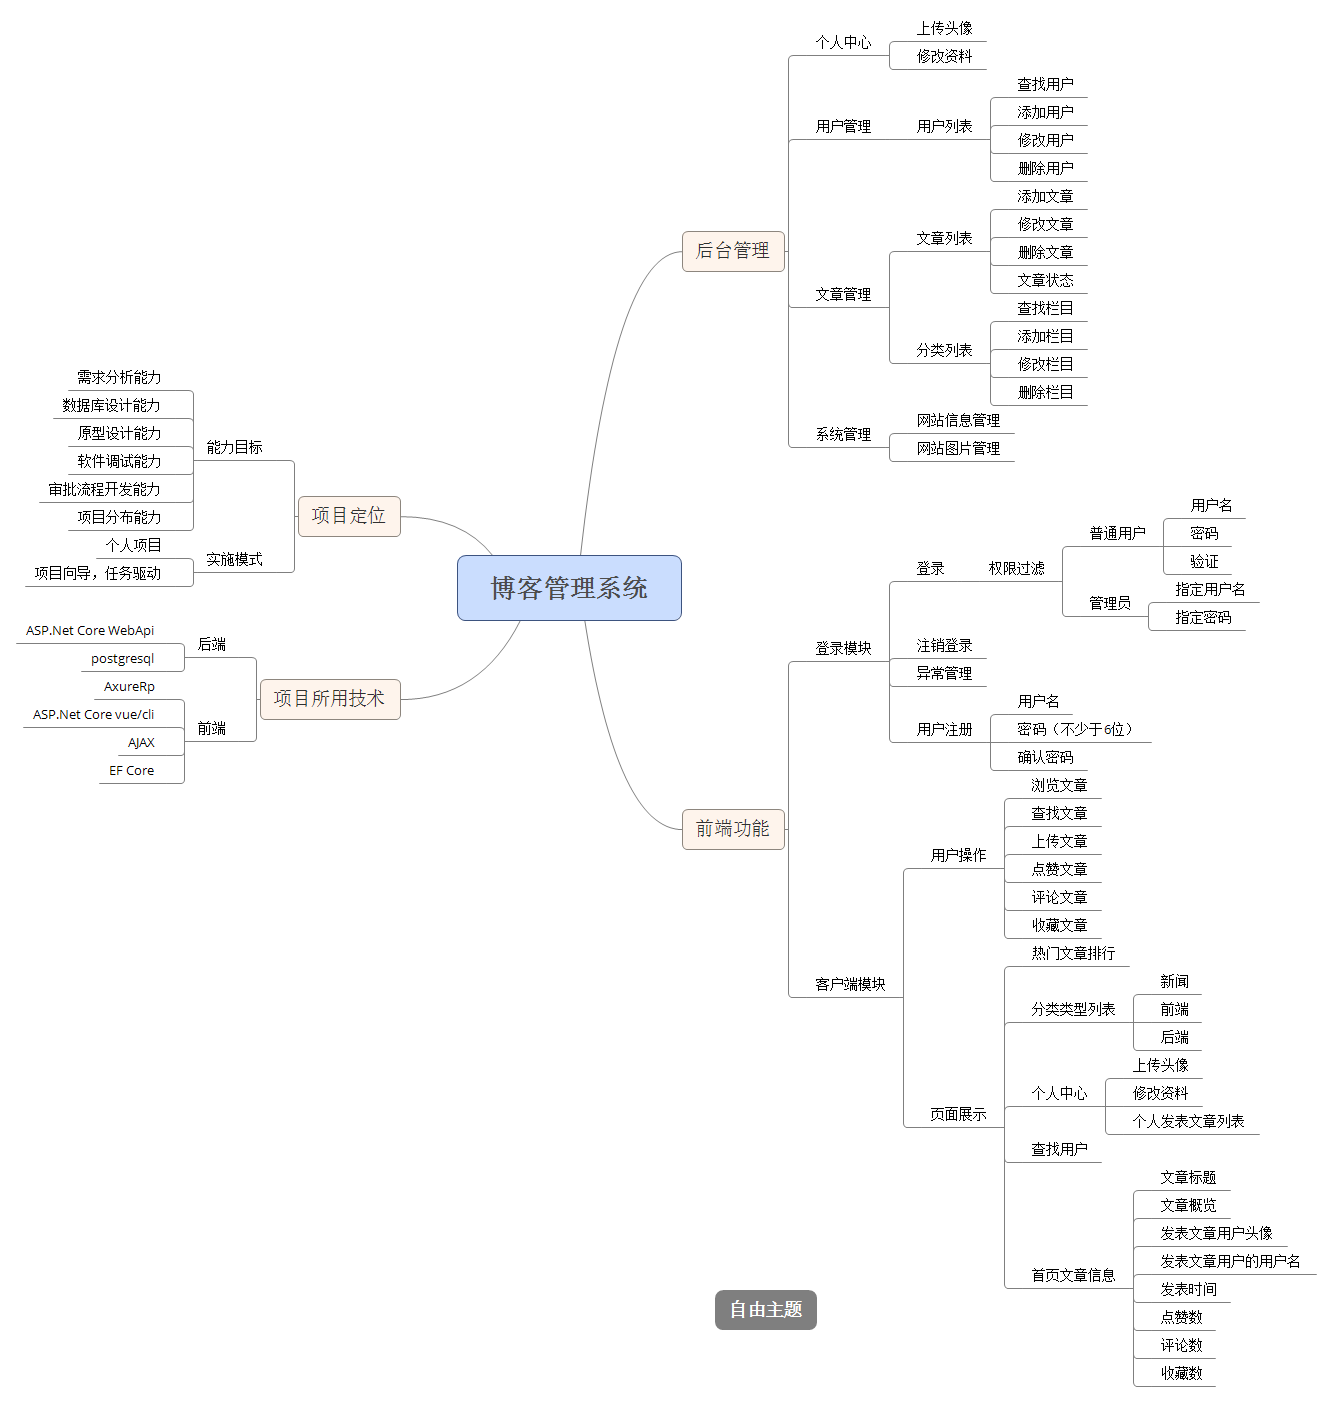 博客管理系统
后台管理
个人中心
上传头像
修改资料
用户管理
用户列表
查找用户
添加用户
修改用户
删除用户
文章管理
文章列表
添加文章
修改文章
删除文章
文章状态
分类列表
查找栏目
添加栏目
修改栏目
删除栏目
系统管理
网站信息管理
网站图片管理
前端功能
登录模块
登录
权限过滤
普通用户
用户名
密码
验证
管理员
指定用户名
指定密码
注销登录
异常管理
用户注册
用户名
密码（不少于6位）
确认密码
客户端模块
用户操作
浏览文章
查找文章
上传文章
点赞文章
评论文章
收藏文章
页面展示
热门文章排行
分类类型列表
新闻
前端
后端
个人中心
上传头像
修改资料
个人发表文章列表
查找用户
首页文章信息
文章标题
文章概览
发表文章用户头像
发表文章用户的用户名
发表时间
点赞数
评论数
收藏数
项目定位
能力目标
需求分析能力
数据库设计能力
原型设计能力
软件调试能力
审批流程开发能力
项目分布能力
实施模式
个人项目
项目向导，任务驱动
项目所用技术
后端
ASP.Net Core WebApi
postgresql
前端
AxureRp
ASP.Net Core vue/cli
AJAX
EF Core
自由主题